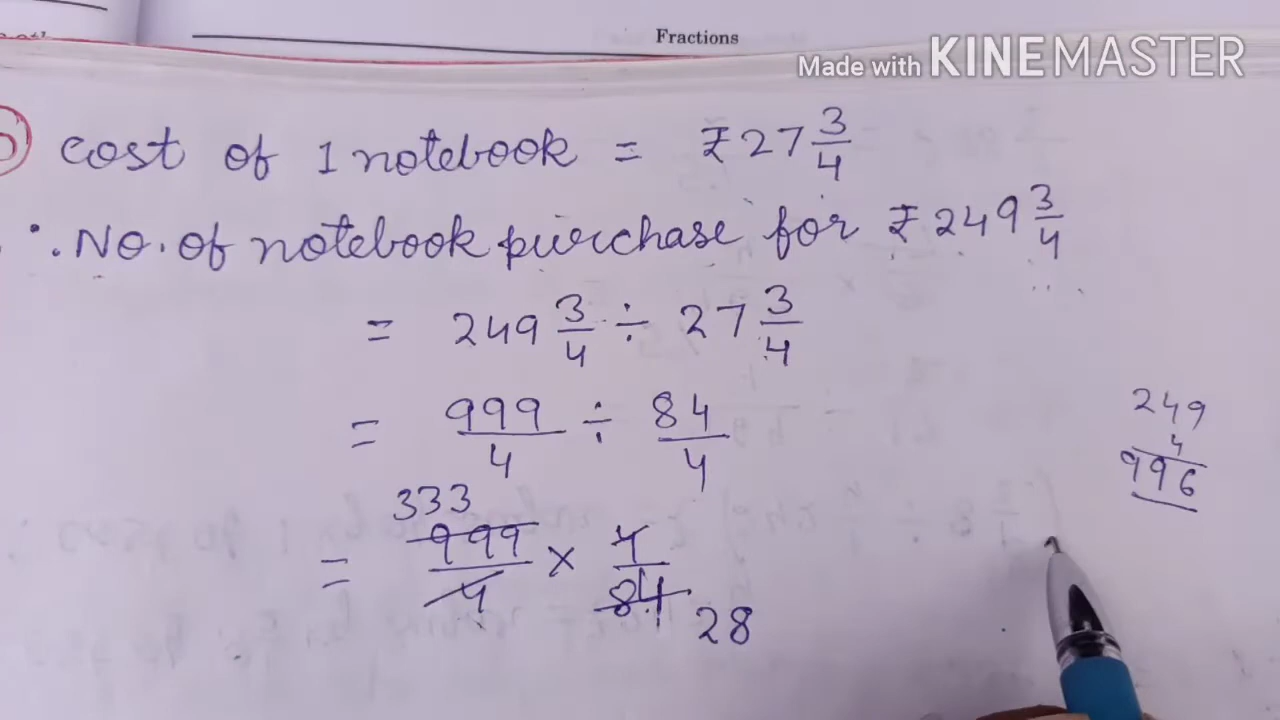 Fractions
Made with KINEMASTER
Cost of 1 notebook = ₹27 3/4
∴ No. of notebook purchase for ₹249 3/4
= 249 3/4 ÷ 27 3/4
= 999/4 ÷ 84/4
249
4
996
333
= 999/4 × 4/84
28